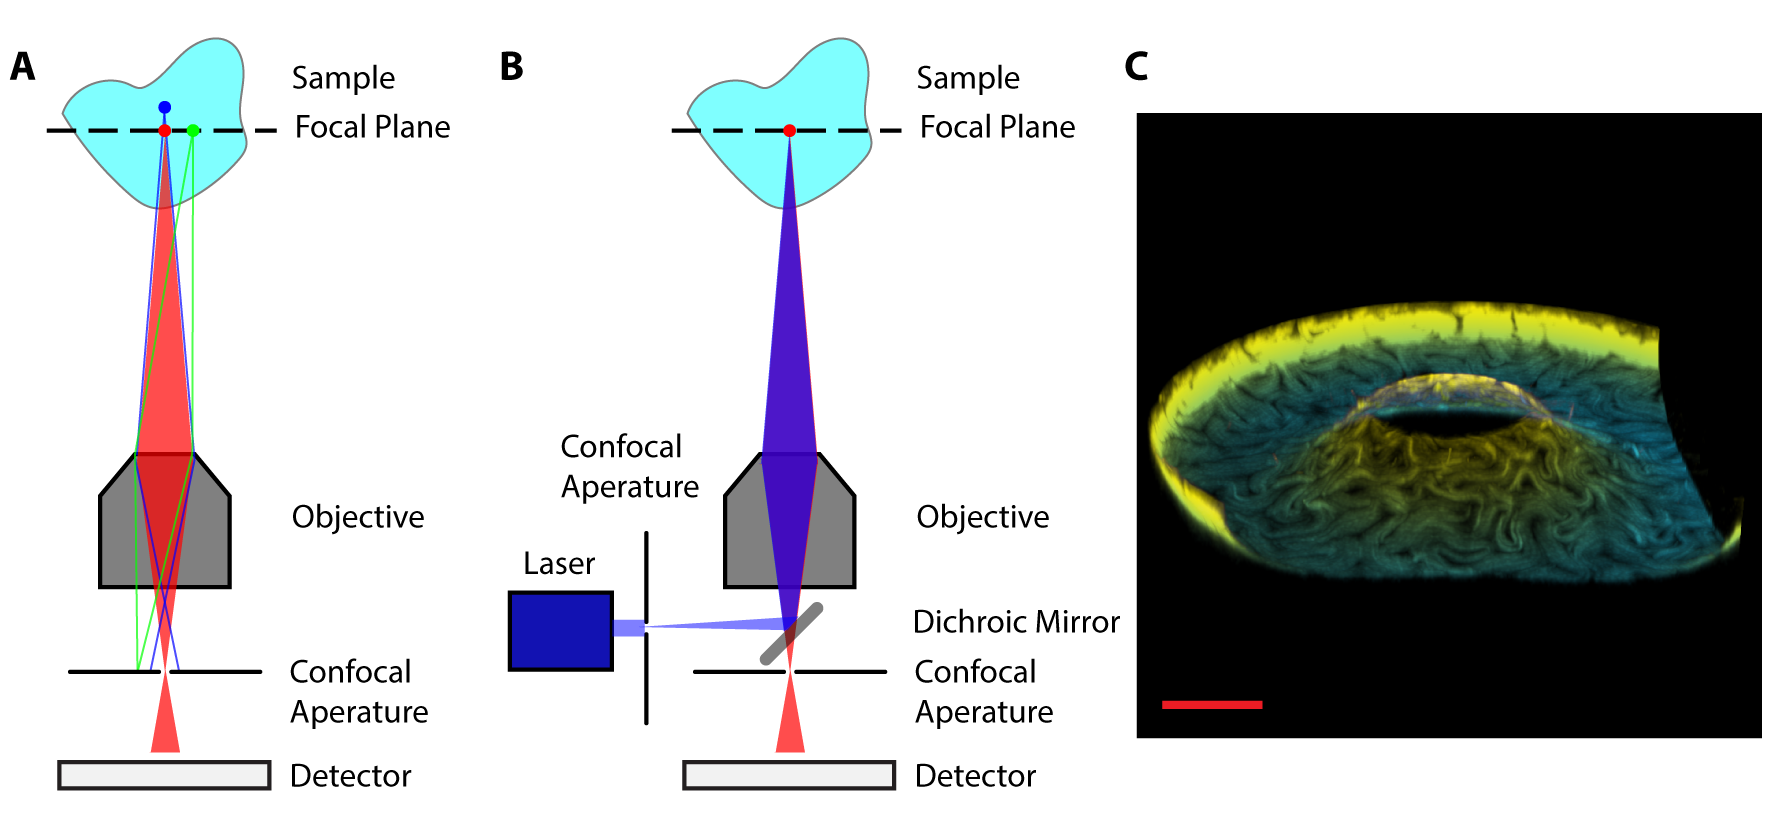 A
Sample
Focal Plane
Objective
Confocal
Aperature
Detector
B
Sample
Focal Plane
Confocal
Aperature
Objective
Laser
Dichroic Mirror
Confocal
Aperature
Detector
C